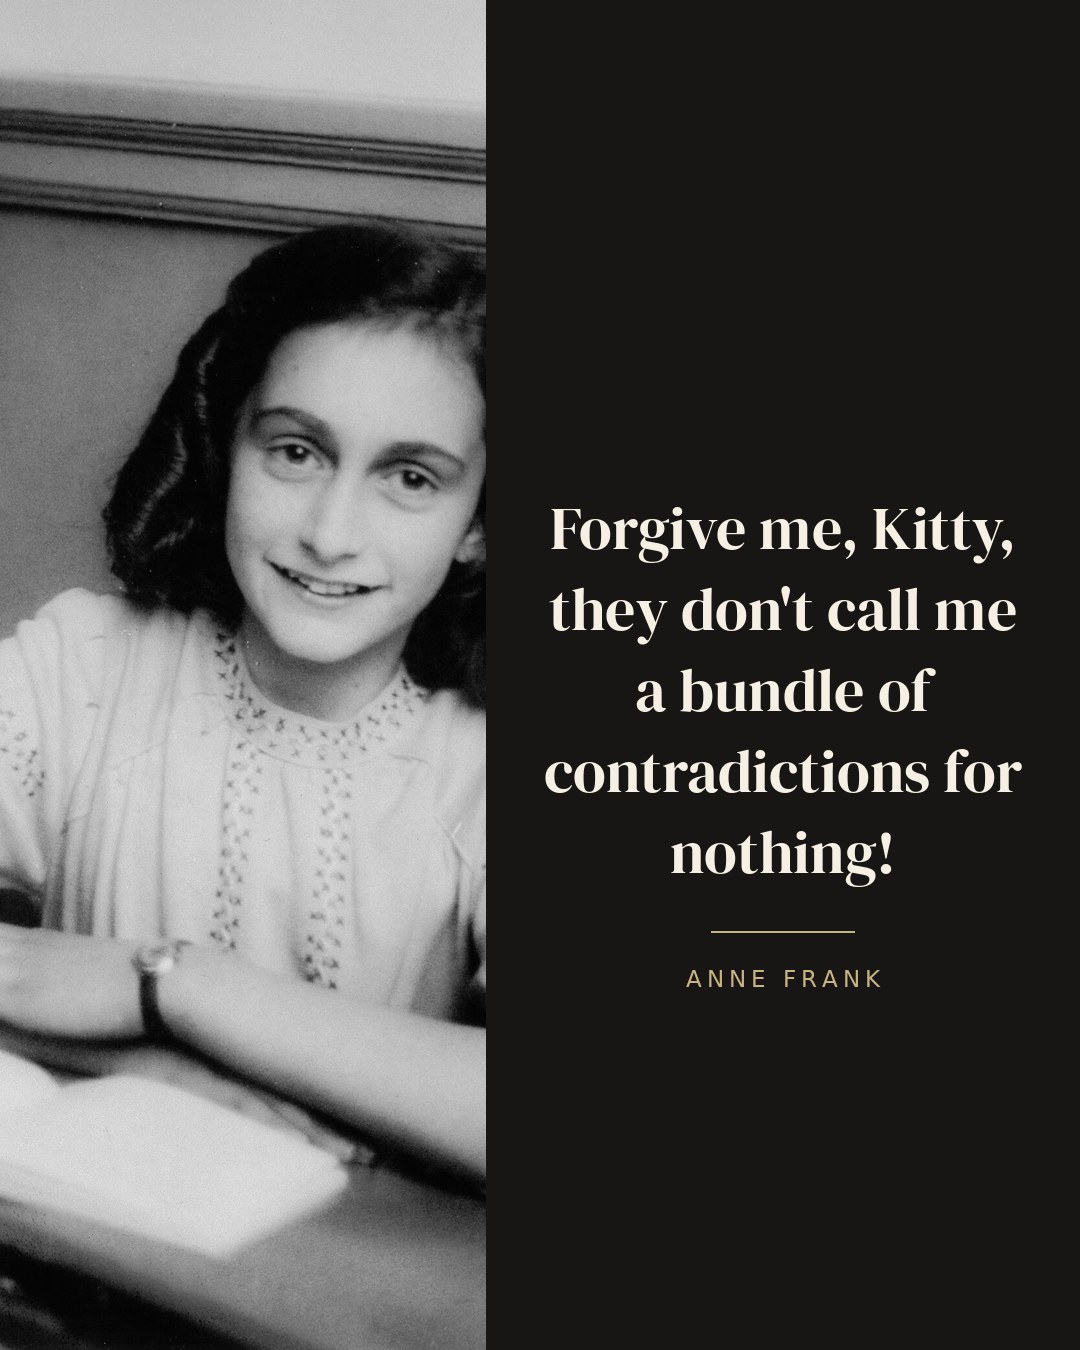 Forgive me, Kitty,
they don't call me
a bundle of
contradictions for
nothing!
ANNE FRANK